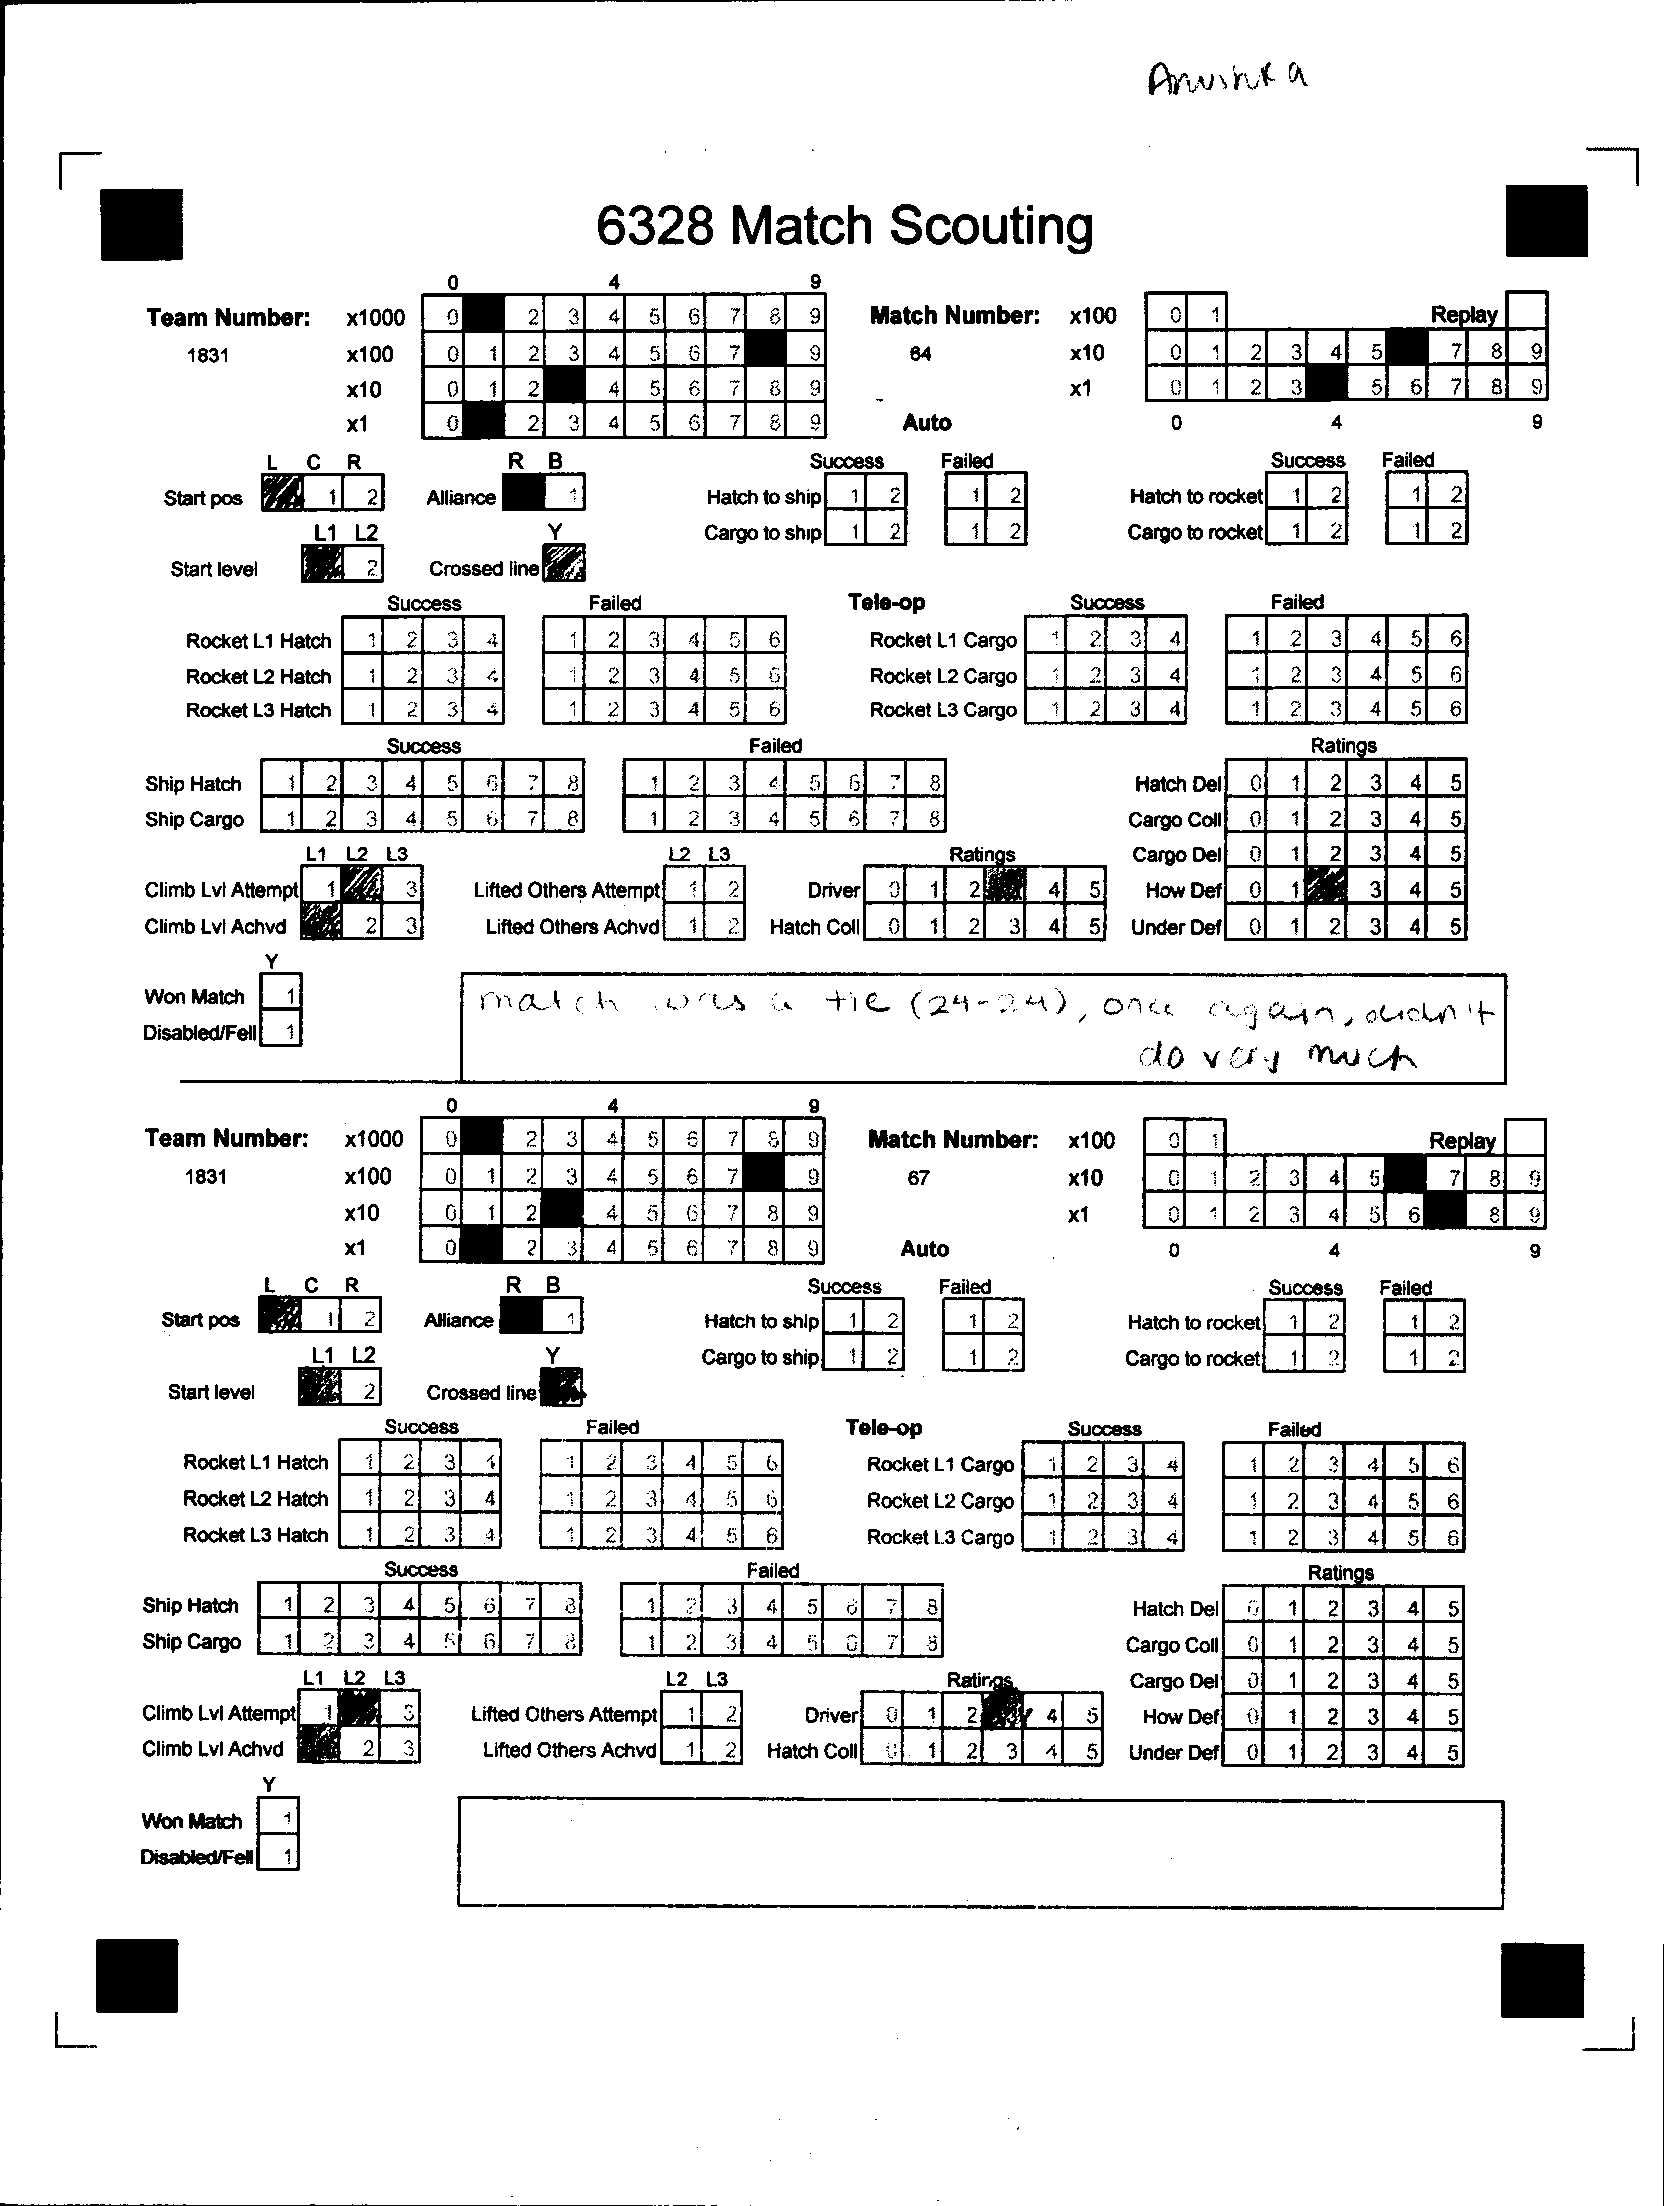 Anushka
6328 Match Scouting
0 4 9
Team Number: x1000 0 2 3 4 5 6 7 8 9 Match Number: x100 0 1 Replay
1831 x100 0 1 2 3 4 5 6 7 9 64 x10 0 1 2 3 4 5 7 8 9
x10 0 1 2 4 5 6 7 8 9 x1 0 1 2 3 5 6 7 8 9
x1 0 2 3 4 5 6 7 8 9 Auto 0 4 9
L C R R B Success Failed Success Failed
Start pos 1 2 Alliance 1 Hatch to ship 1 2 1 2 Hatch to rocket 1 2 1 2
L1 L2 Y Cargo to ship 1 2 1 2 Cargo to rocket 1 2 1 2
Start level 2 Crossed line
Success Failed Tele-op Success Failed
Rocket L1 Hatch 1 2 3 4 1 2 3 4 5 6 Rocket L1 Cargo 1 2 3 4 1 2 3 4 5 6
Rocket L2 Hatch 1 2 3 4 1 2 3 4 5 6 Rocket L2 Cargo 1 2 3 4 1 2 3 4 5 6
Rocket L3 Hatch 1 2 3 4 1 2 3 4 5 6 Rocket L3 Cargo 1 2 3 4 1 2 3 4 5 6
Success Failed Ratings
Ship Hatch 1 2 3 4 5 6 7 8 1 2 3 4 5 6 7 8 Hatch Del 0 1 2 3 4 5
Ship Cargo 1 2 3 4 5 6 7 8 1 2 3 4 5 6 7 8 Cargo Coll 0 1 2 3 4 5
L1 L2 L3 L2 L3 Ratings Cargo Del 0 1 2 3 4 5
Climb Lvl Attempt 1 3 Lifted Others Attempt 1 2 Driver 0 1 2 4 5 How Def 0 1 3 4 5
Climb Lvl Achvd 2 3 Lifted Others Achvd 1 2 Hatch Coll 0 1 2 3 4 5 Under Def 0 1 2 3 4 5
Y
Won Match 1 match was a tie (24-24), once again, didn't
Disabled/Fell 1 do very much
0 4 9
Team Number: x1000 0 2 3 4 5 6 7 8 9 Match Number: x100 0 1 Replay
1831 x100 0 1 2 3 4 5 6 7 9 67 x10 0 1 2 3 4 5 7 8 9
x10 0 1 2 4 5 6 7 8 9 x1 0 1 2 3 4 5 6 8 9
x1 0 2 3 4 5 6 7 8 9 Auto 0 4 9
L C R R B Success Failed Success Failed
Start pos 1 2 Alliance 1 Hatch to ship 1 2 1 2 Hatch to rocket 1 2 1 2
L1 L2 Y Cargo to ship 1 2 1 2 Cargo to rocket 1 2 1 2
Start level 2 Crossed line
Success Failed Tele-op Success Failed
Rocket L1 Hatch 1 2 3 4 1 2 3 4 5 6 Rocket L1 Cargo 1 2 3 4 1 2 3 4 5 6
Rocket L2 Hatch 1 2 3 4 1 2 3 4 5 6 Rocket L2 Cargo 1 2 3 4 1 2 3 4 5 6
Rocket L3 Hatch 1 2 3 4 1 2 3 4 5 6 Rocket L3 Cargo 1 2 3 4 1 2 3 4 5 6
Success Failed Ratings
Ship Hatch 1 2 3 4 5 6 7 8 1 2 3 4 5 6 7 8 Hatch Del 0 1 2 3 4 5
Ship Cargo 1 2 3 4 5 6 7 8 1 2 3 4 5 6 7 8 Cargo Coll 0 1 2 3 4 5
L1 L2 L3 L2 L3 Ratings Cargo Del 0 1 2 3 4 5
Climb Lvl Attempt 1 3 Lifted Others Attempt 1 2 Driver 0 1 2 4 5 How Def 0 1 2 3 4 5
Climb Lvl Achvd 2 3 Lifted Others Achvd 1 2 Hatch Coll 0 1 2 3 4 5 Under Def 0 1 2 3 4 5
Y
Won Match 1
Disabled/Fell 1